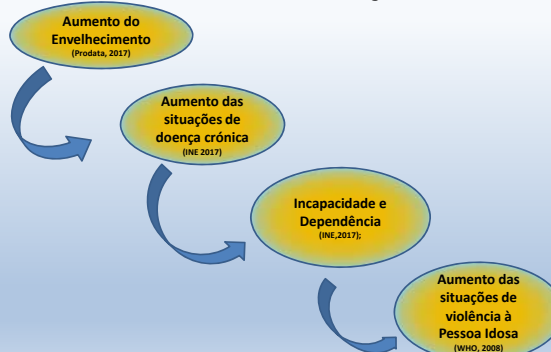 Aumento do
Envelhecimento
(Prodata, 2017)
Aumento das
situações de
doença crónica
(INE 2017)
Incapacidade e
Dependência
(INE,2017);
Aumento das
situações de
violência à
Pessoa Idosa
(WHO, 2008)